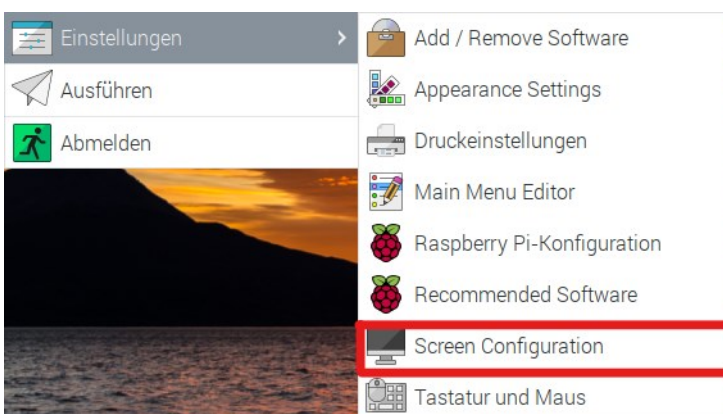 Einstellungen
Ausführen
Abmelden
Add / Remove Software
Appearance Settings
Druckeinstellungen
Main Menu Editor
Raspberry Pi-Konfiguration
Recommended Software
Screen Configuration
Tastatur und Maus